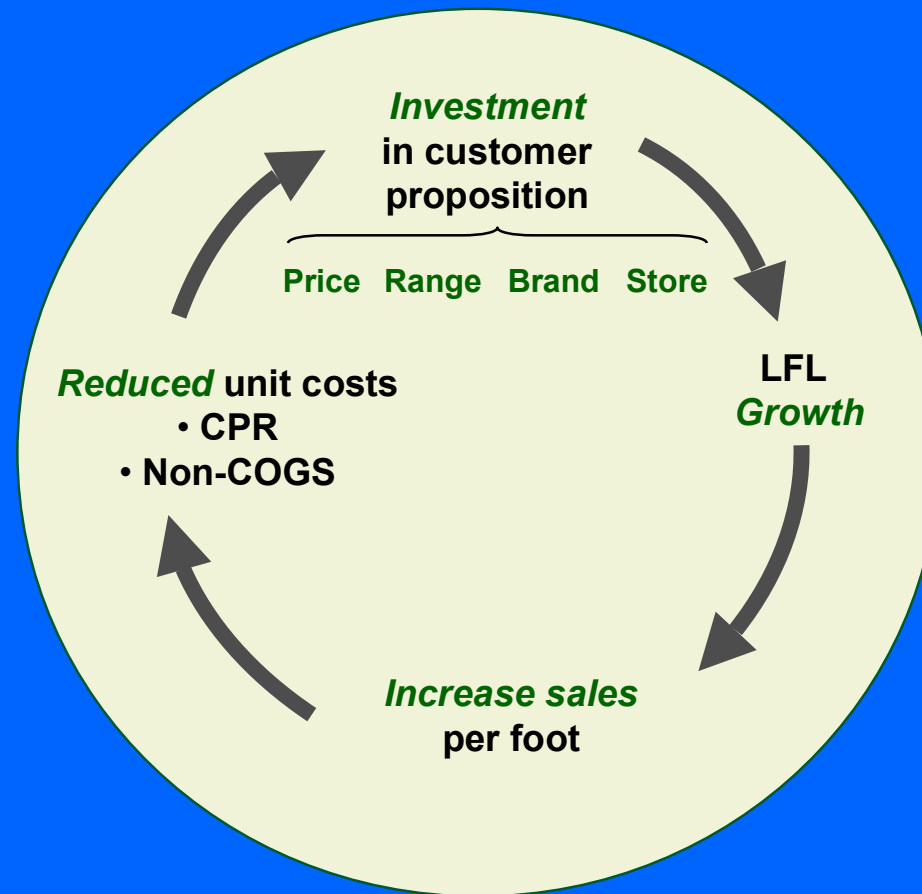 Investment
in customer
proposition
Price Range Brand Store
LFL
Growth
Increase sales
per foot
Reduced unit costs
• CPR
• Non-COGS